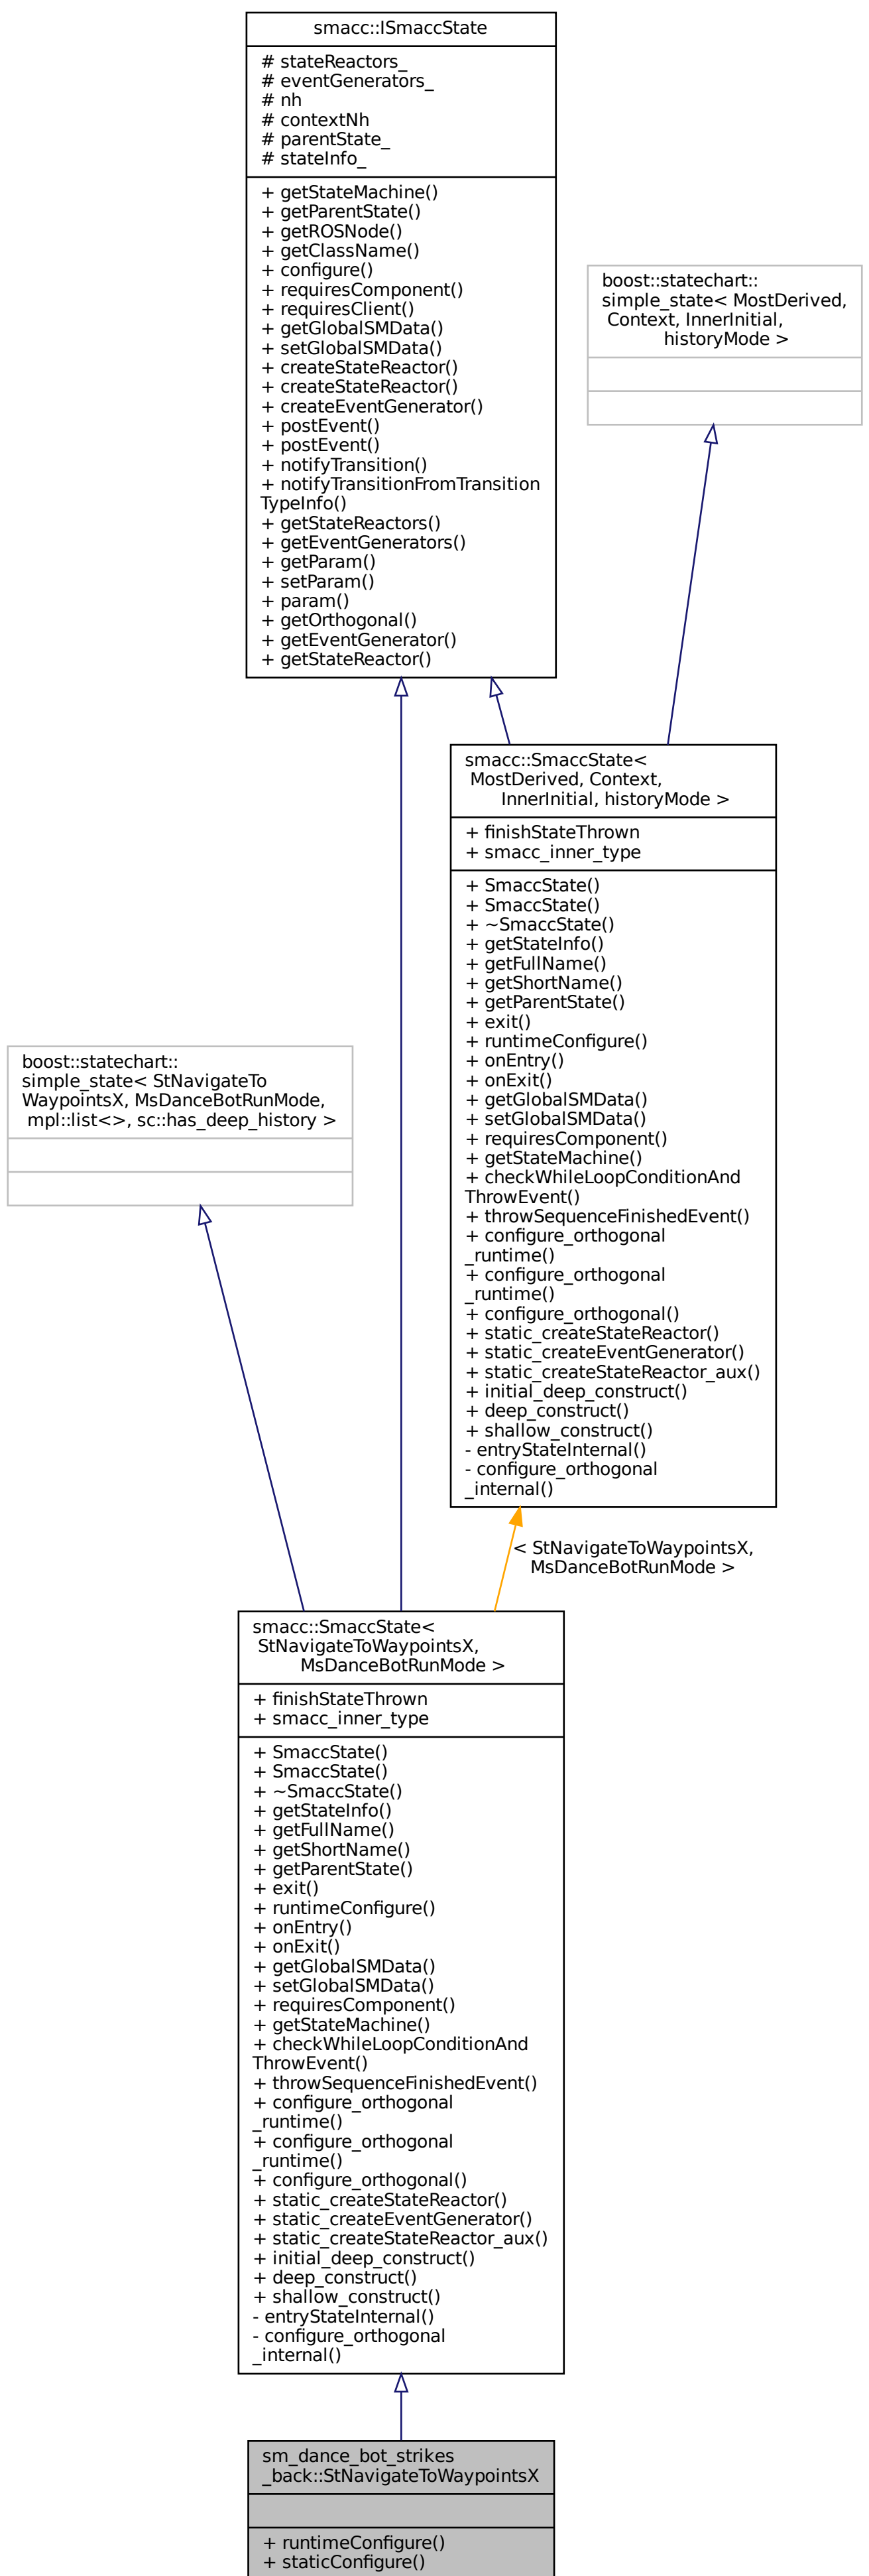 smacc::ISmaccState
# stateReactors_
# eventGenerators_
# nh
# contextNh
# parentState_
# stateInfo_
+ getStateMachine()
+ getParentState()
+ getROSNode()
+ getClassName()
+ configure()
+ requiresComponent()
+ requiresClient()
+ getGlobalSMData()
+ setGlobalSMData()
+ createStateReactor()
+ createStateReactor()
+ createEventGenerator()
+ postEvent()
+ postEvent()
+ notifyTransition()
+ notifyTransitionFromTransition
TypeInfo()
+ getStateReactors()
+ getEventGenerators()
+ getParam()
+ setParam()
+ param()
+ getOrthogonal()
+ getEventGenerator()
+ getStateReactor()
boost::statechart::
simple_state< MostDerived,
Context, InnerInitial,
historyMode >
smacc::SmaccState<
MostDerived, Context,
InnerInitial, historyMode >
+ finishStateThrown
+ smacc_inner_type
+ SmaccState()
+ SmaccState()
+ ~SmaccState()
+ getStateInfo()
+ getFullName()
+ getShortName()
+ getParentState()
+ exit()
+ runtimeConfigure()
+ onEntry()
+ onExit()
+ getGlobalSMData()
+ setGlobalSMData()
+ requiresComponent()
+ getStateMachine()
+ checkWhileLoopConditionAnd
ThrowEvent()
+ throwSequenceFinishedEvent()
+ configure_orthogonal
_runtime()
+ configure_orthogonal
_runtime()
+ configure_orthogonal()
+ static_createStateReactor()
+ static_createEventGenerator()
+ static_createStateReactor_aux()
+ initial_deep_construct()
+ deep_construct()
+ shallow_construct()
- entryStateInternal()
- configure_orthogonal
_internal()
boost::statechart::
simple_state< StNavigateTo
WaypointsX, MsDanceBotRunMode,
mpl::list<>, sc::has_deep_history >
< StNavigateToWaypointsX,
MsDanceBotRunMode >
smacc::SmaccState<
StNavigateToWaypointsX,
MsDanceBotRunMode >
+ finishStateThrown
+ smacc_inner_type
+ SmaccState()
+ SmaccState()
+ ~SmaccState()
+ getStateInfo()
+ getFullName()
+ getShortName()
+ getParentState()
+ exit()
+ runtimeConfigure()
+ onEntry()
+ onExit()
+ getGlobalSMData()
+ setGlobalSMData()
+ requiresComponent()
+ getStateMachine()
+ checkWhileLoopConditionAnd
ThrowEvent()
+ throwSequenceFinishedEvent()
+ configure_orthogonal
_runtime()
+ configure_orthogonal
_runtime()
+ configure_orthogonal()
+ static_createStateReactor()
+ static_createEventGenerator()
+ static_createStateReactor_aux()
+ initial_deep_construct()
+ deep_construct()
+ shallow_construct()
- entryStateInternal()
- configure_orthogonal
_internal()
sm_dance_bot_strikes
_back::StNavigateToWaypointsX
+ runtimeConfigure()
+ staticConfigure()